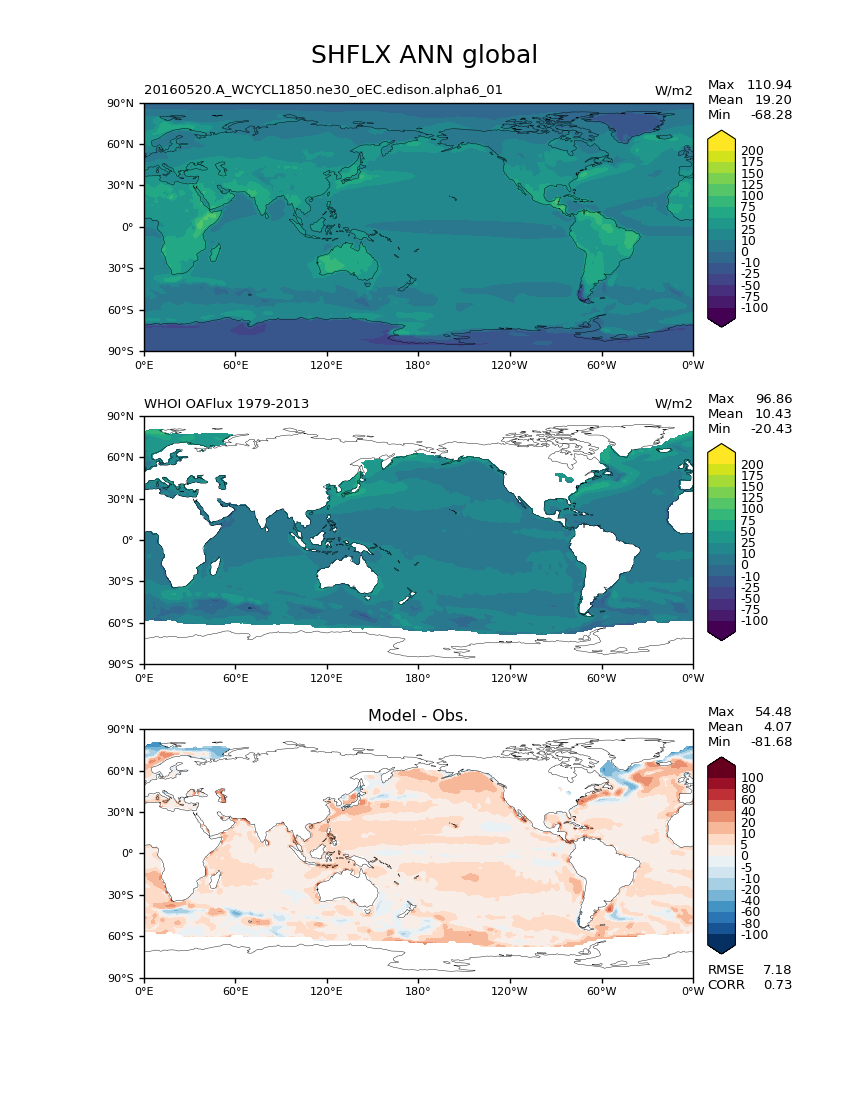 SHFLX ANN global
20160520.A_WCYCL1850.ne30_oEC.edison.alpha6_01 W/m2
Max 110.94
Mean 19.20
Min -68.28
90°N
60°N
30°N
0°
30°S
60°S
90°S
0°E 60°E 120°E 180° 120°W 60°W 0°W
200
175
150
125
100
75
50
25
10
0
-10
-25
-50
-75
-100
WHOI OAFlux 1979-2013 W/m2
Max 96.86
Mean 10.43
Min -20.43
90°N
60°N
30°N
0°
30°S
60°S
90°S
0°E 60°E 120°E 180° 120°W 60°W 0°W
200
175
150
125
100
75
50
25
10
0
-10
-25
-50
-75
-100
Model - Obs.
Max 54.48
Mean 4.07
Min -81.68
90°N
60°N
30°N
0°
30°S
60°S
90°S
0°E 60°E 120°E 180° 120°W 60°W 0°W
100
80
60
40
20
10
5
0
-5
-10
-20
-40
-60
-80
-100
RMSE 7.18
CORR 0.73